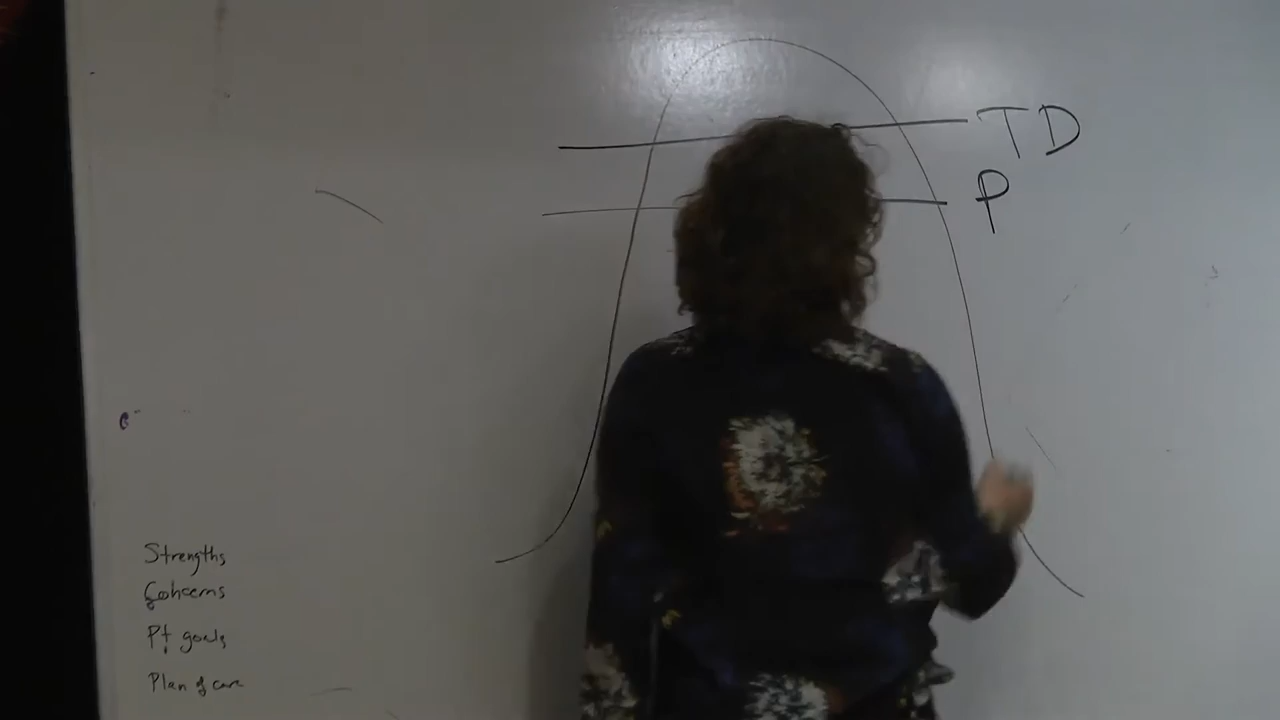 TD
P
Strengths
Concerns
Pt goals
Plan of care